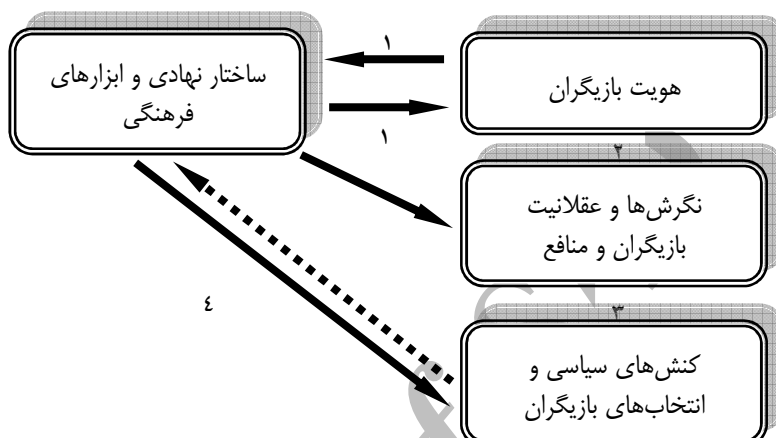 ساختار نهادی و ابزارهای
فرهنگی
۱
۱
هویت بازیگران
۲
نگرش‌ها و عقلانیت
بازیگران و منافع
۳
٤
کنش‌های سیاسی و
انتخاب‌های بازیگران